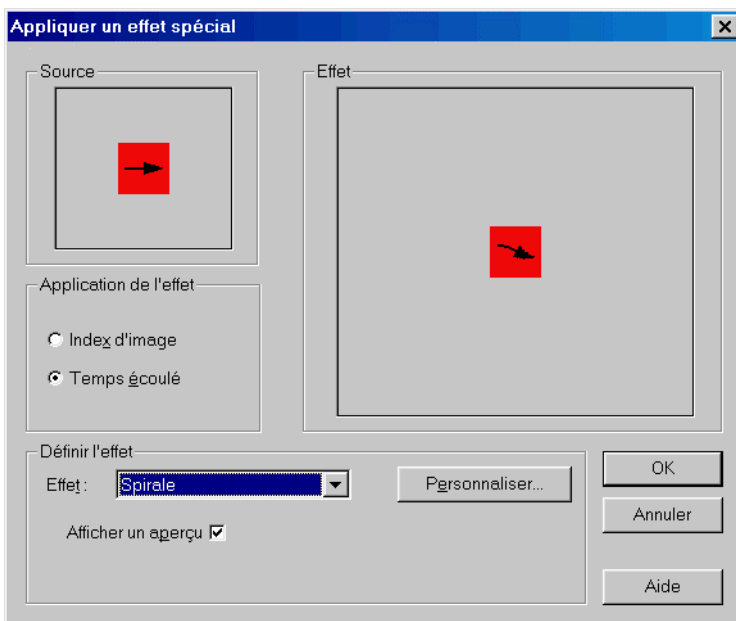 Appliquer un effet spécial
Source
Effet
Application de l'effet
Index d'image
Temps écoulé
Définir l'effet
Effet :
Spirale
Personnaliser...
Afficher un aperçu
OK
Annuler
Aide